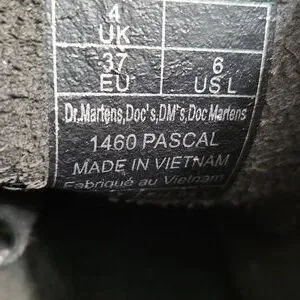 4
UK
37
EU
6
US L
Dr.Martens,Doc's,DM's,Doc Martens
1460 PASCAL
MADE IN VIETNAM
Fabriqué au Vietnam